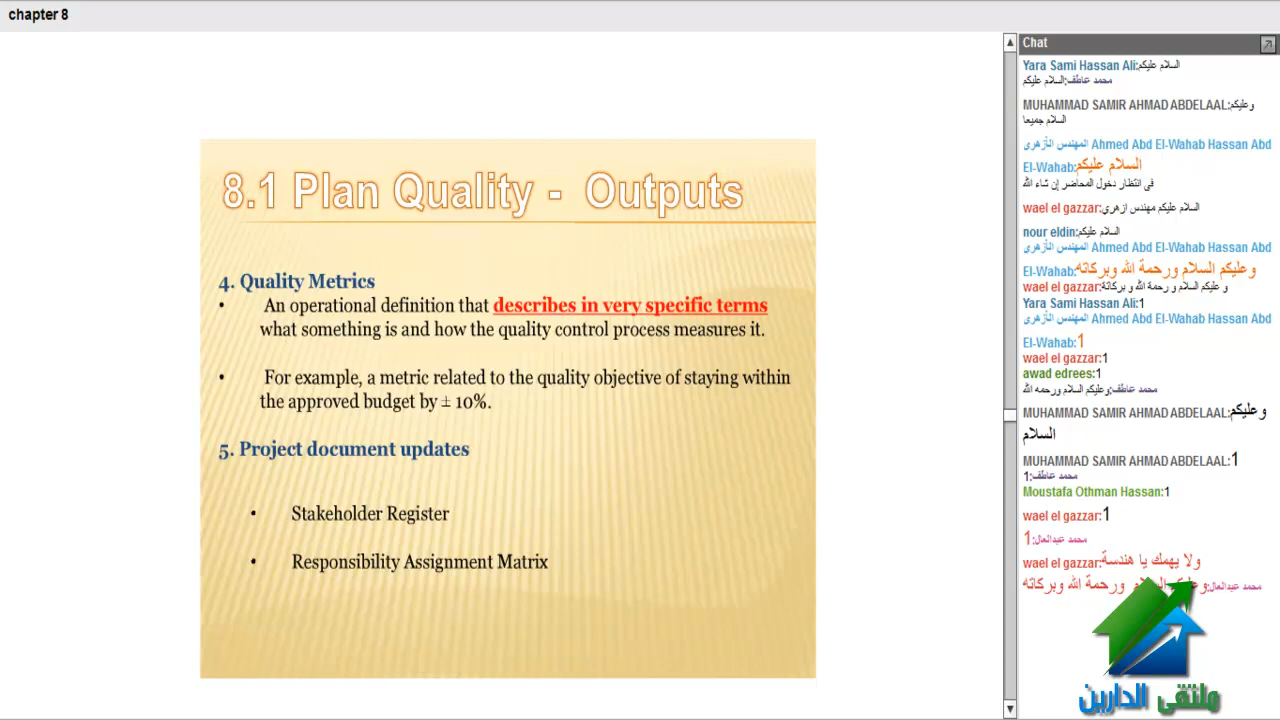 chapter 8
8.1 Plan Quality - Outputs
4. Quality Metrics
• An operational definition that describes in very specific terms
what something is and how the quality control process measures it.
• For example, a metric related to the quality objective of staying within
the approved budget by ± 10%.
5. Project document updates
• Stakeholder Register
• Responsibility Assignment Matrix
Chat
Yara Sami Hassan Ali:السلام عليكم
محمد عاطف:السلام عليكم
MUHAMMAD SAMIR AHMAD ABDELAAL:وعليكم
السلام جميعا
المهندس الأزهرى Ahmed Abd El-Wahab Hassan Abd
El-Wahab:السلام عليكم
فى انتظار دخول المحاضر إن شاء الله
wael el gazzar:السلام عليكم مهندس ازهري
nour eldin:السلام عليكم
المهندس الأزهرى Ahmed Abd El-Wahab Hassan Abd
El-Wahab:وعليكم السلام ورحمة الله وبركاته
wael el gazzar:و عليكم السلام و رحمة الله و بركاتة
Yara Sami Hassan Ali:1
المهندس الأزهرى Ahmed Abd El-Wahab Hassan Abd
El-Wahab:1
wael el gazzar:1
awad edrees:1
محمد عاطف:وعليكم السلام ورحمه الله
MUHAMMAD SAMIR AHMAD ABDELAAL:وعليكم
السلام
MUHAMMAD SAMIR AHMAD ABDELAAL:1
محمد عاطف:1
Moustafa Othman Hassan:1
wael el gazzar:1
محمد عبدالعال:1
wael el gazzar:ولا يهمك يا هندسة
محمد عبدالعال:وعليكم السلام ورحمة الله وبركاته
ملتقى الدارين